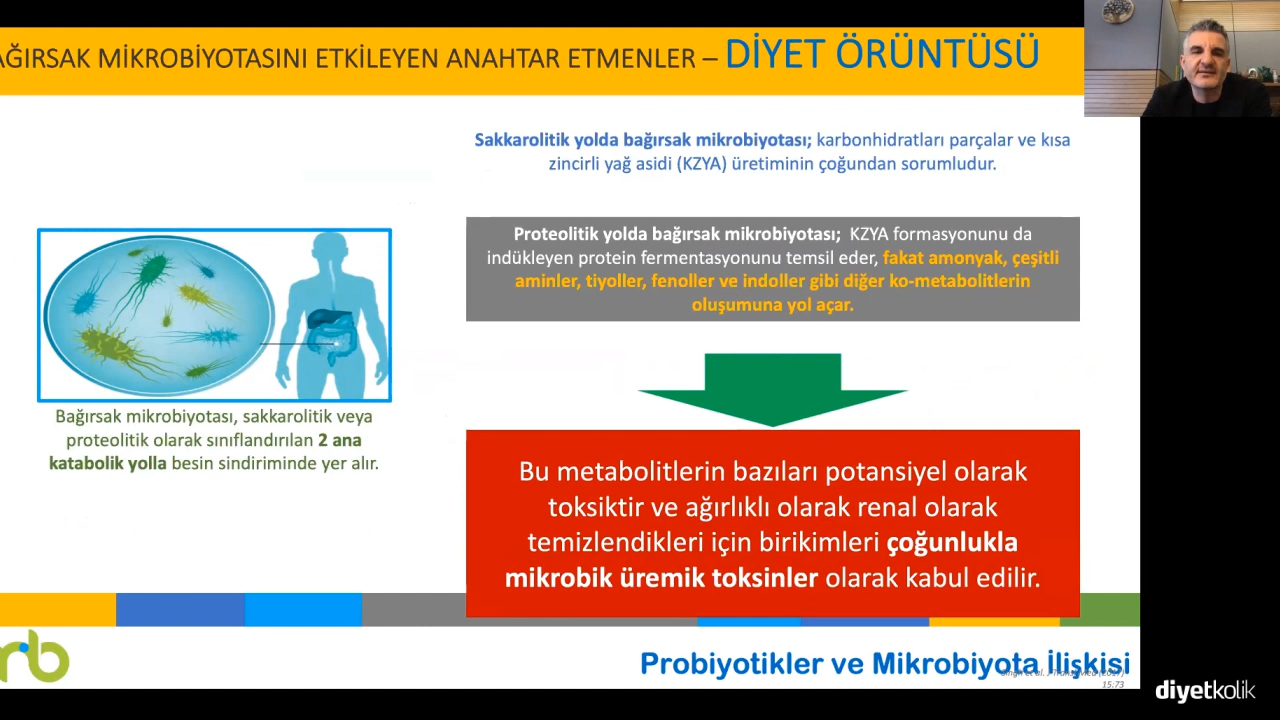 AĞIRSAK MİKROBİYOTASINI ETKİLEYEN ANAHTAR ETMENLER – DİYET ÖRÜNTÜSÜ
Sakkarolitik yolda bağırsak mikrobiyotası; karbonhidratları parçalar ve kısa
zincirli yağ asidi (KZYA) üretiminin çoğundan sorumludur.
Proteolitik yolda bağırsak mikrobiyotası; KZYA formasyonunu da
indükleyen protein fermentasyonunu temsil eder, fakat amonyak, çeşitli
aminler, tiyoller, fenoller ve indoller gibi diğer ko-metabolitlerin
oluşumuna yol açar.
Bağırsak mikrobiyotası, sakkarolitik veya
proteolitik olarak sınıflandırılan 2 ana
katabolik yolla besin sindiriminde yer alır.
Bu metabolitlerin bazıları potansiyel olarak
toksiktir ve ağırlıklı olarak renal olarak
temizlendikleri için birikimleri çoğunlukla
mikrobik üremik toksinler olarak kabul edilir.
rb
Probiyotikler ve Mikrobiyota İlişkisi
15:73
diyetkolik